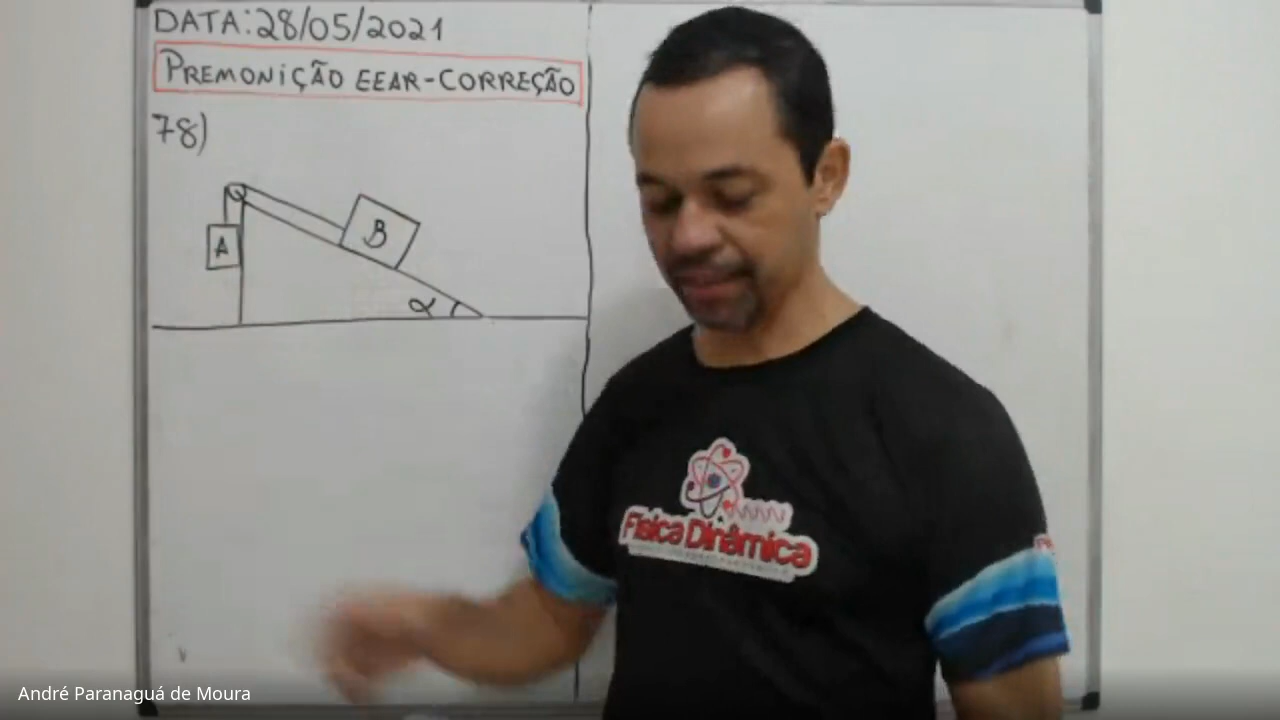 DATA: 28/05/2021
PREMONIÇÃO EEAR-CORREÇÃO
78)
A
B
α
Física Dinâmica
André Paranaguá de Moura